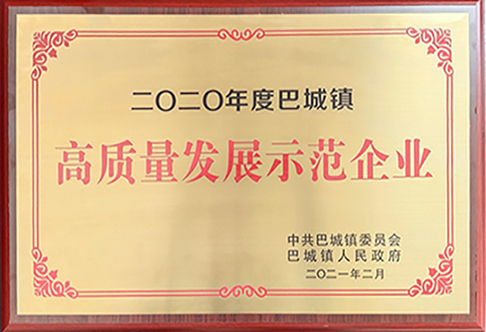 二〇二〇年度巴城镇
高质量发展示范企业
中共巴城镇委员会
巴城镇人民政府
二〇二一年二月